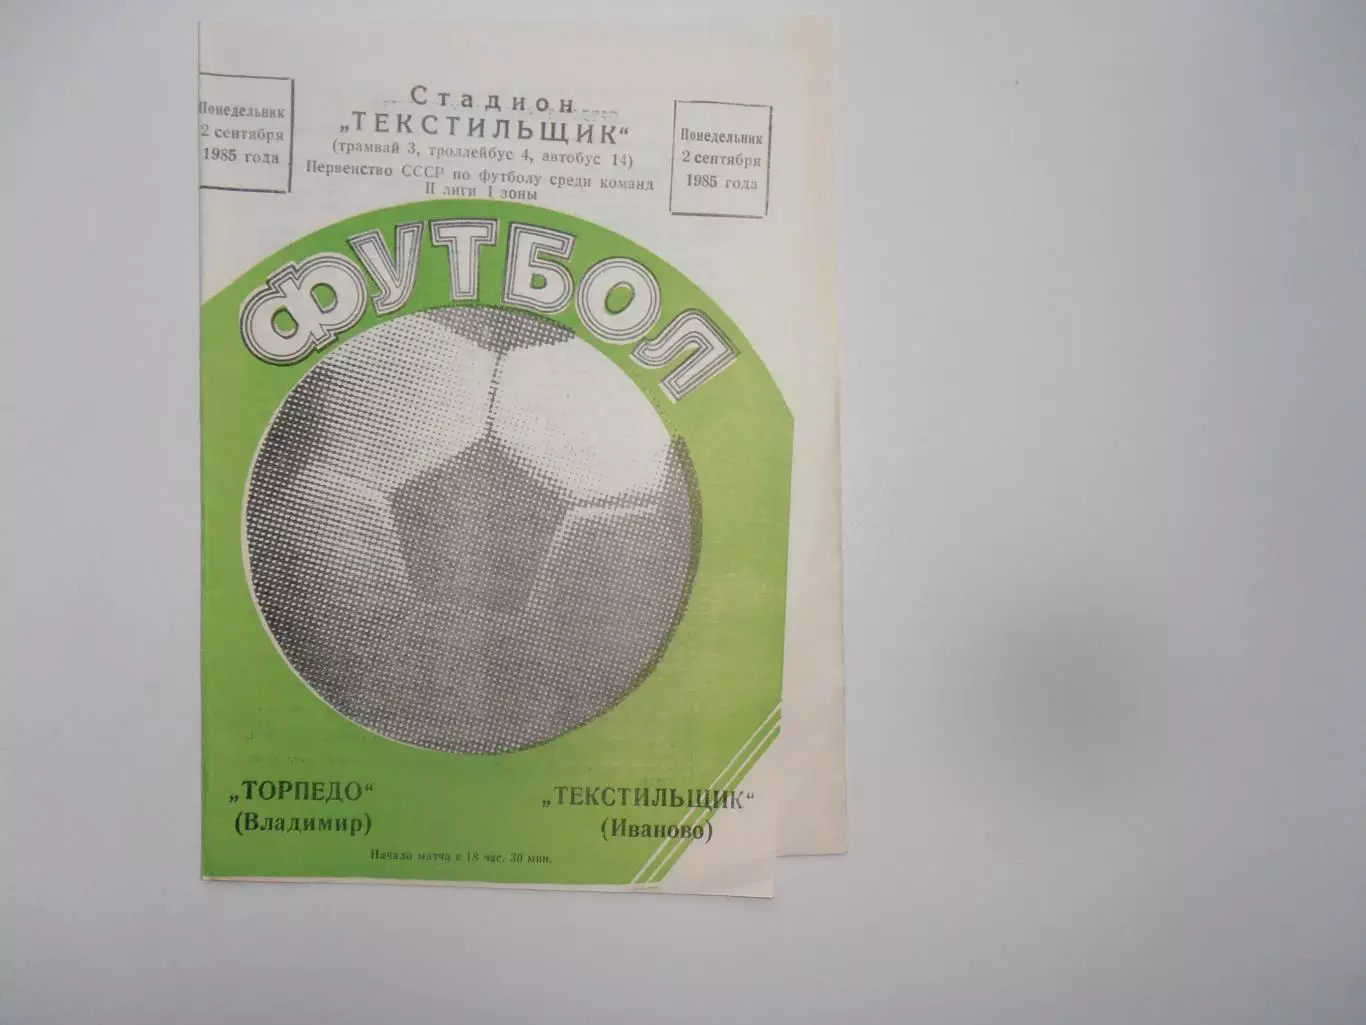 Стадион
„ТЕКСТИЛЬЩИК“
(трамвай 3, троллейбус 4, автобус 14)
Первенство СССР по футболу среди команд
II лиги I зоны
Понедельник
2 сентября
1985 года
Понедельник
2 сентября
1985 года
ФУТБОЛ
„ТОРПЕДО“
(Владимир)
„ТЕКСТИЛЬЩИК“
(Иваново)
Начало матча в 18 час. 30 мин.